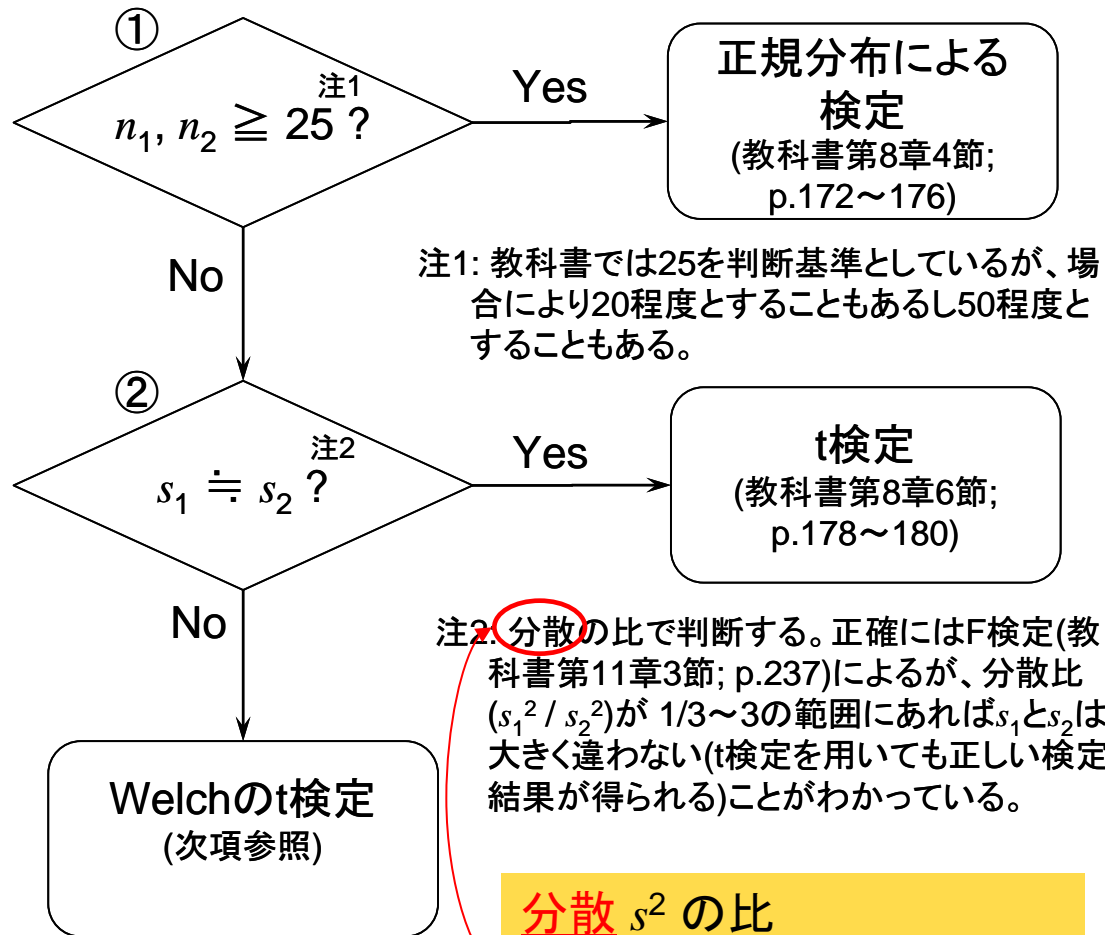 ①
注1
n₁, n₂ ≧ 25 ?
Yes
正規分布による
検定
(教科書第8章4節;
p.172～176)
No
注1: 教科書では25を判断基準としているが、場
合により20程度とすることもあるし50程度と
することもある。
②
注2
s₁ ≒ s₂ ?
Yes
t検定
(教科書第8章6節;
p.178～180)
No
注2: 分散の比で判断する。正確にはF検定(教
科書第11章3節; p.237)によるが、分散比
(s₁² / s₂²)が 1/3～3の範囲にあればs₁とs₂は
大きく違わない(t検定を用いても正しい検定
結果が得られる)ことがわかっている。
Welchのt検定
(次項参照)
分散 s² の比